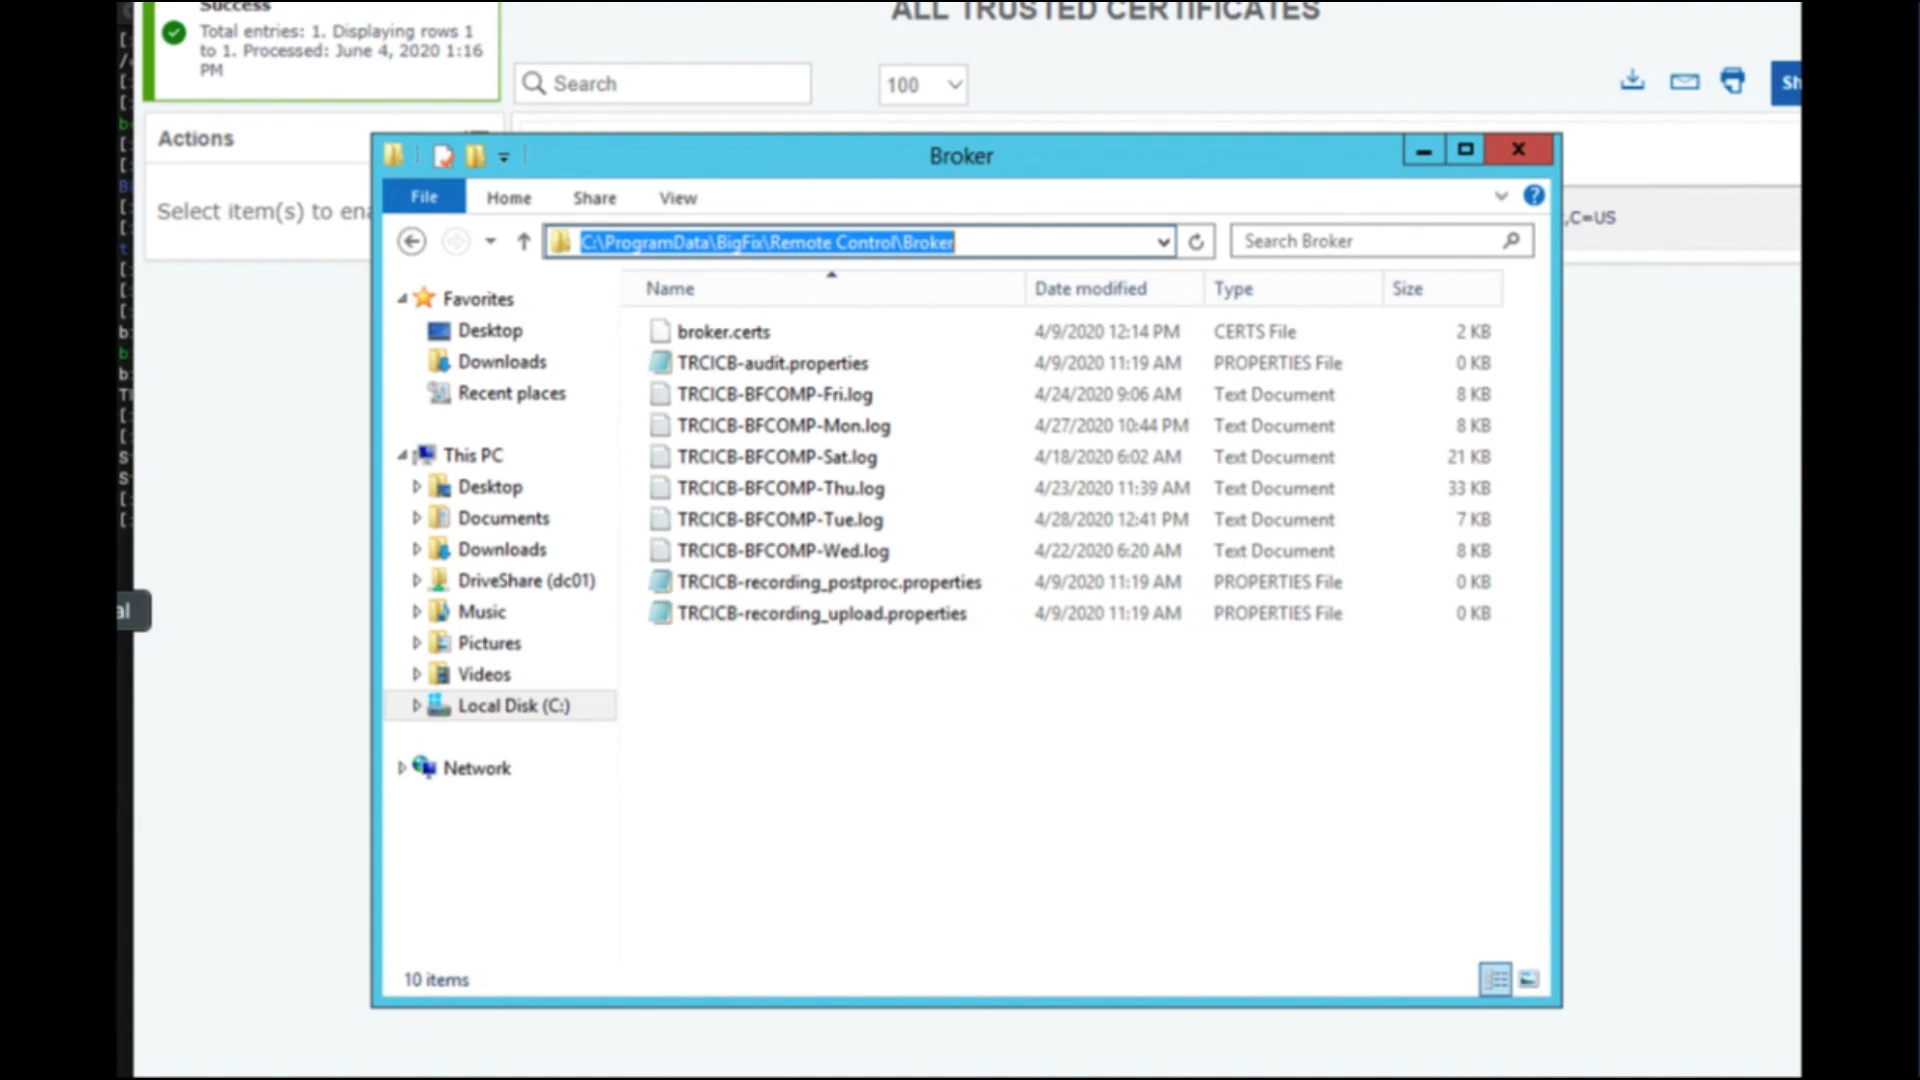 Success
Total entries: 1. Displaying rows 1
to 1. Processed: June 4, 2020 1:16
PM
ALL TRUSTED CERTIFICATES
Search
100
Sh
Actions
Select item(s) to ena
,C=US
al
Broker
File Home Share View
C:\ProgramData\BigFix\Remote Control\Broker
Search Broker
Name Date modified Type Size
broker.certs 4/9/2020 12:14 PM CERTS File 2 KB
TRCICB-audit.properties 4/9/2020 11:19 AM PROPERTIES File 0 KB
TRCICB-BFCOMP-Fri.log 4/24/2020 9:06 AM Text Document 8 KB
TRCICB-BFCOMP-Mon.log 4/27/2020 10:44 PM Text Document 8 KB
TRCICB-BFCOMP-Sat.log 4/18/2020 6:02 AM Text Document 21 KB
TRCICB-BFCOMP-Thu.log 4/23/2020 11:39 AM Text Document 33 KB
TRCICB-BFCOMP-Tue.log 4/28/2020 12:41 PM Text Document 7 KB
TRCICB-BFCOMP-Wed.log 4/22/2020 6:20 AM Text Document 8 KB
TRCICB-recording_postproc.properties 4/9/2020 11:19 AM PROPERTIES File 0 KB
TRCICB-recording_upload.properties 4/9/2020 11:19 AM PROPERTIES File 0 KB
Favorites
Desktop
Downloads
Recent places
This PC
Desktop
Documents
Downloads
DriveShare (dc01)
Music
Pictures
Videos
Local Disk (C:)
Network
10 items